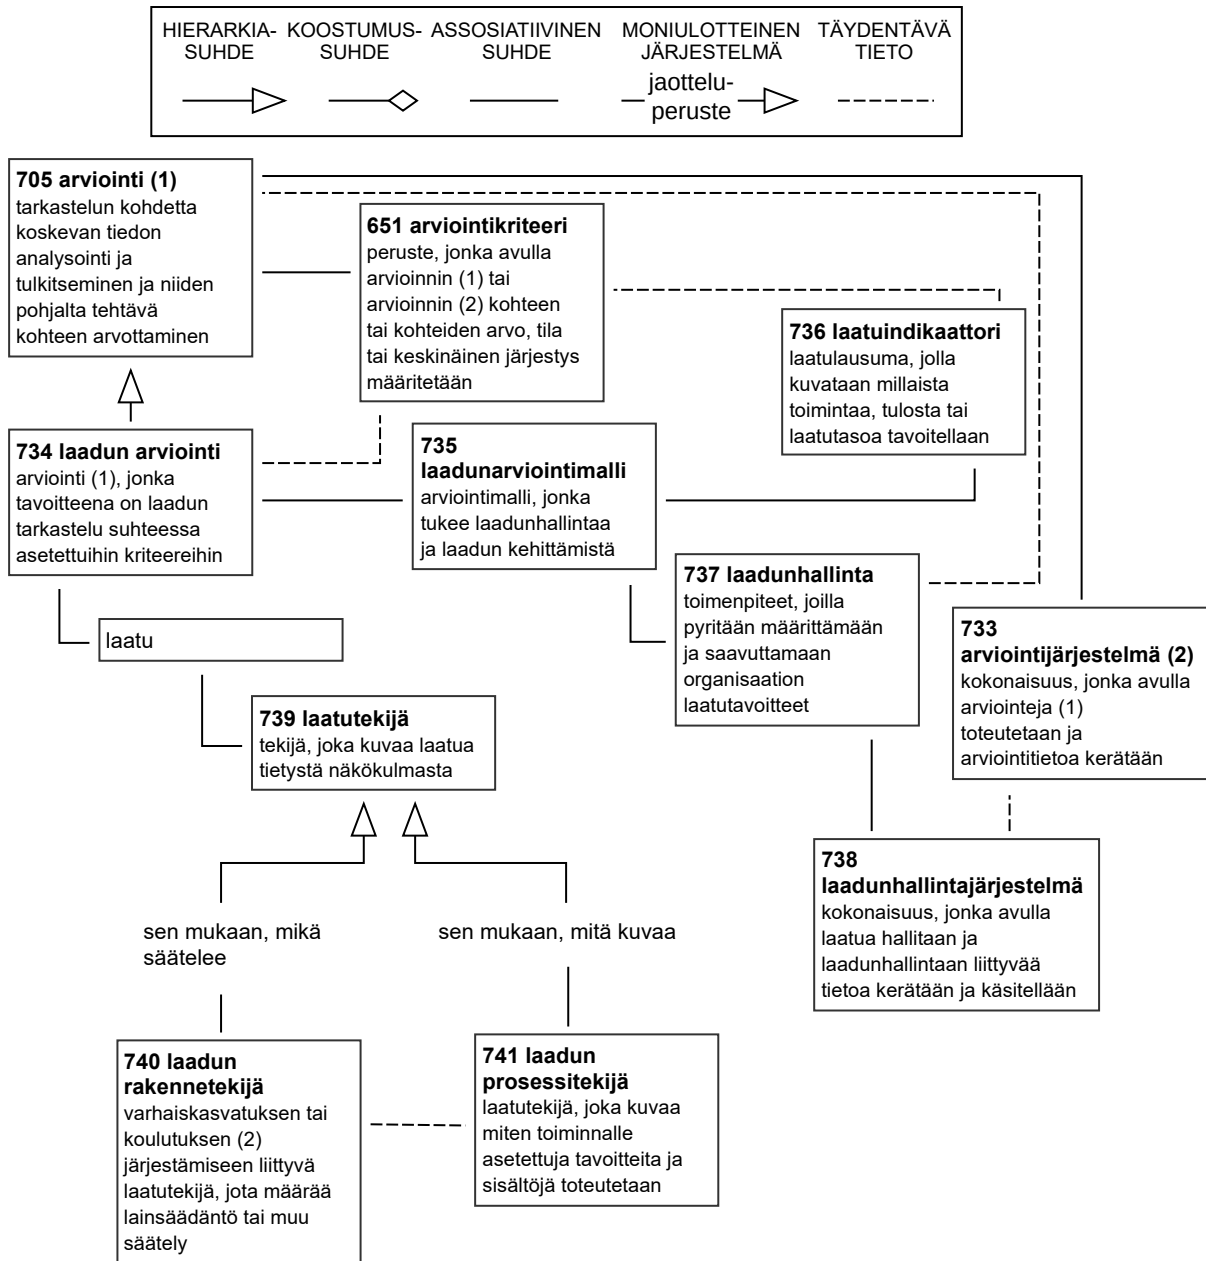 HIERARKIA-
SUHDE
KOOSTUMUS-
SUHDE
ASSOSIATIIVINEN
SUHDE
MONIULOTTEINEN
JÄRJESTELMÄ
TÄYDENTÄVÄ
TIETO
jaottelu-
peruste
705 arviointi (1)
tarkastelun kohdetta
koskevan tiedon
analysointi ja
tulkitseminen ja niiden
pohjalta tehtävä
kohteen arvottaminen
651 arviointikriteeri
peruste, jonka avulla
arvioinnin (1) tai
arvioinnin (2) kohteen
tai kohteiden arvo, tila
tai keskinäinen järjestys
määritetään
736 laatuindikaattori
laatulausuma, jolla
kuvataan millaista
toimintaa, tulosta tai
laatutasoa tavoitellaan
734 laadun arviointi
arviointi (1), jonka
tavoitteena on laadun
tarkastelu suhteessa
asetettuihin kriteereihin
735
laadunarviointimalli
arviointimalli, jonka
tukee laadunhallintaa
ja laadun kehittämistä
737 laadunhallinta
toimenpiteet, joilla
pyritään määrittämään
ja saavuttamaan
organisaation
laatutavoitteet
733
arviointijärjestelmä (2)
kokonaisuus, jonka avulla
arviointeja (1)
toteutetaan ja
arviointitietoa kerätään
laatu
739 laatutekijä
tekijä, joka kuvaa laatua
tietystä näkökulmasta
738
laadunhallintajärjestelmä
kokonaisuus, jonka avulla
laatua hallitaan ja
laadunhallintaan liittyvää
tietoa kerätään ja käsitellään
sen mukaan, mikä
säätelee
sen mukaan, mitä kuvaa
740 laadun
rakennetekijä
varhaiskasvatuksen tai
koulutuksen (2)
järjestämiseen liittyvä
laatutekijä, jota määrää
lainsäädäntö tai muu
säätely
741 laadun
prosessitekijä
laatutekijä, joka kuvaa
miten toiminnalle
asetettuja tavoitteita ja
sisältöjä toteutetaan